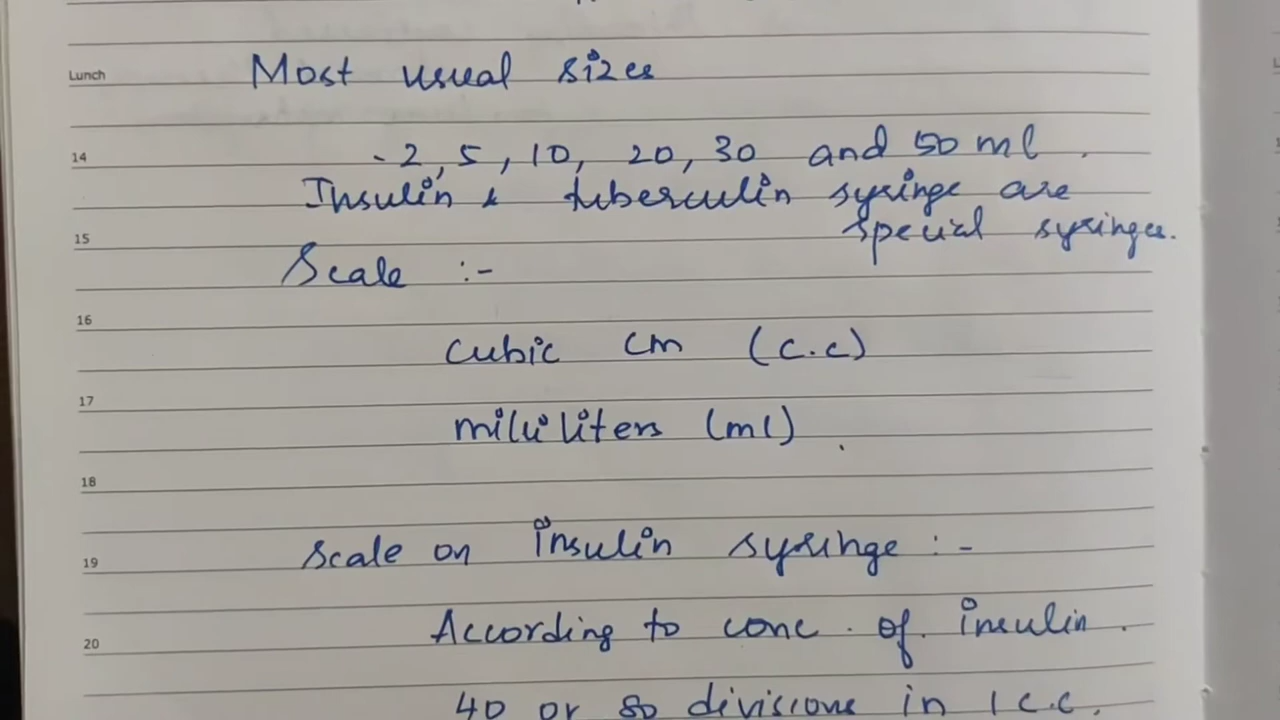 Lunch Most usual sizes
14 - 2, 5, 10, 20, 30 and 50 ml.
Insulin & tuberculin syringe are
special syringes.
15
Scale :-
16
cubic cm (c.c)
17
mililiters (ml)
18
19 Scale on insulin syringe :-
20 According to conc. of insulin.
40 or 80 divisions in 1 c.c.